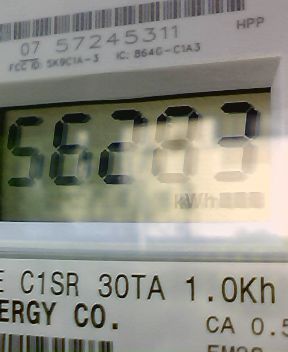 HPP
07 57245311
FCC ID: SK9C1A-3 IC: 864G-C1A3
56283
kWh
C1SR 30TA 1.0Kh
ERGY CO.
CA 0.5